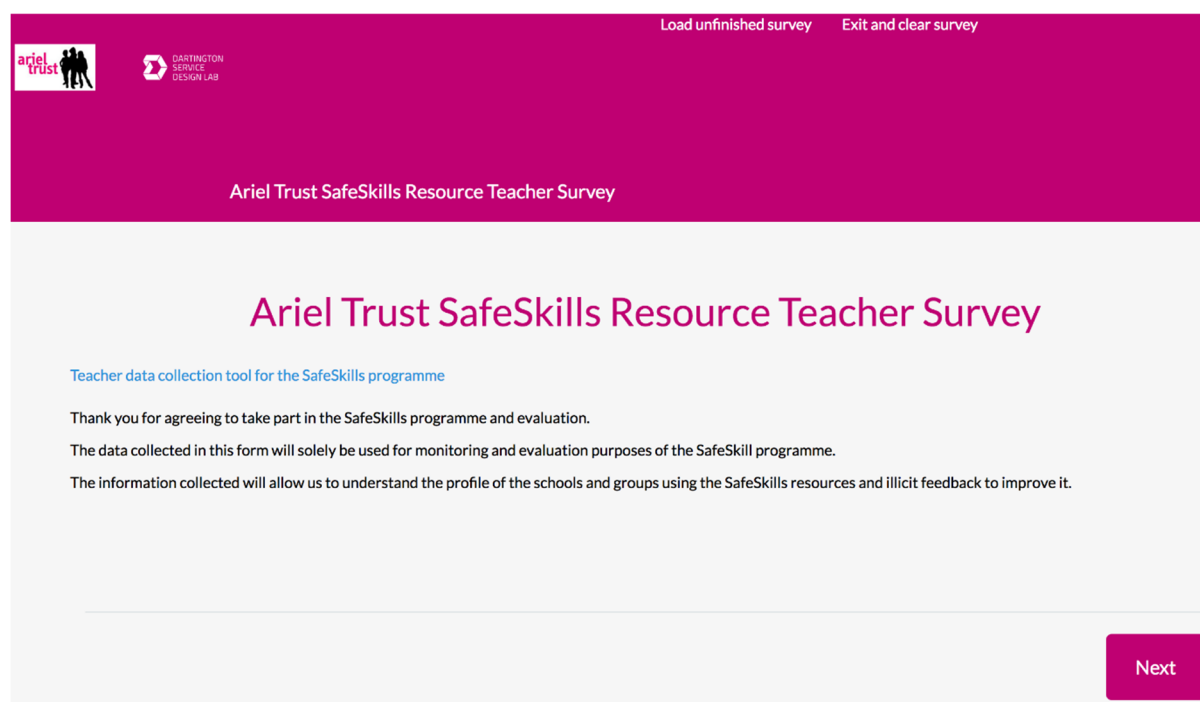 Load unfinished survey Exit and clear survey
ariel
trust
DARTINGTON
SERVICE
DESIGN LAB
Ariel Trust SafeSkills Resource Teacher Survey
Ariel Trust SafeSkills Resource Teacher Survey
Teacher data collection tool for the SafeSkills programme
Thank you for agreeing to take part in the SafeSkills programme and evaluation.
The data collected in this form will solely be used for monitoring and evaluation purposes of the SafeSkill programme.
The information collected will allow us to understand the profile of the schools and groups using the SafeSkills resources and illicit feedback to improve it.
Next